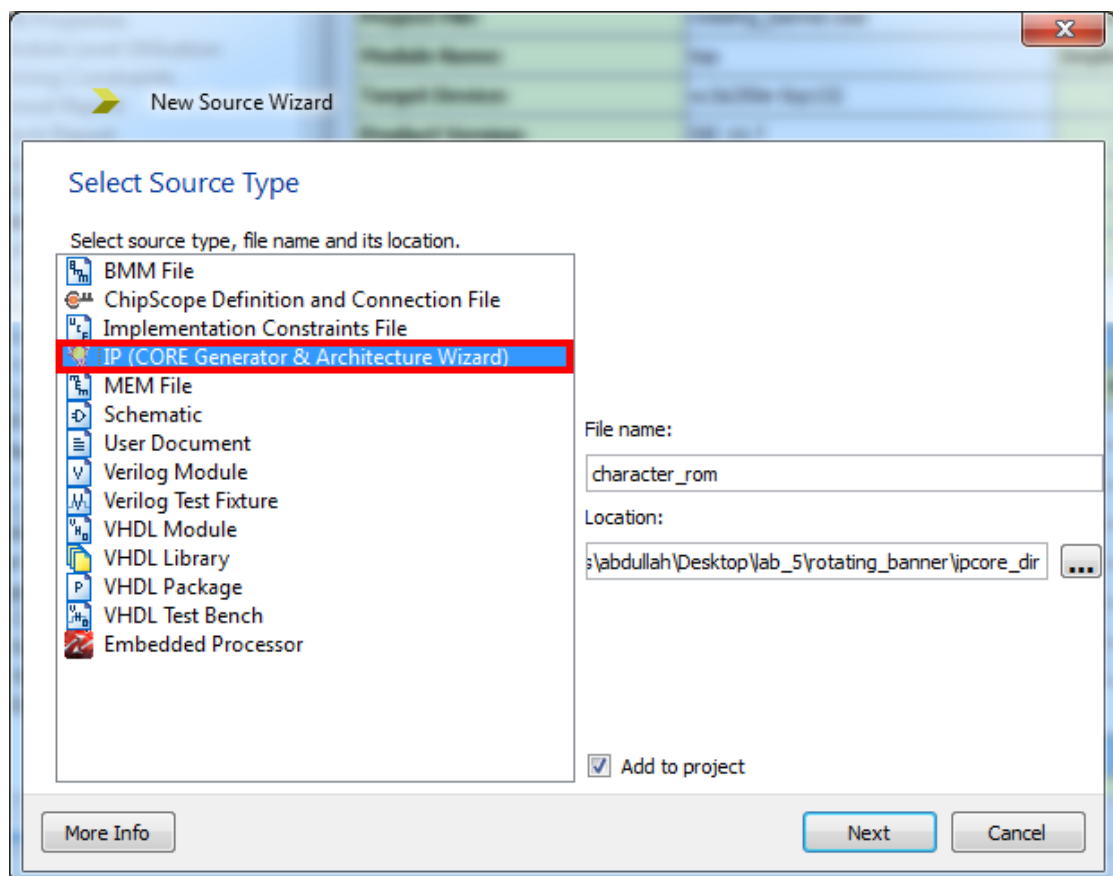 New Source Wizard
Select Source Type
Select source type, file name and its location.
BMM File
ChipScope Definition and Connection File
Implementation Constraints File
IP (CORE Generator & Architecture Wizard)
MEM File
Schematic
User Document
Verilog Module
Verilog Test Fixture
VHDL Module
VHDL Library
VHDL Package
VHDL Test Bench
Embedded Processor
File name:
character_rom
Location:
s\abdullah\Desktop\lab_5\rotating_banner\ipcore_dir
...
Add to project
More Info
Next
Cancel